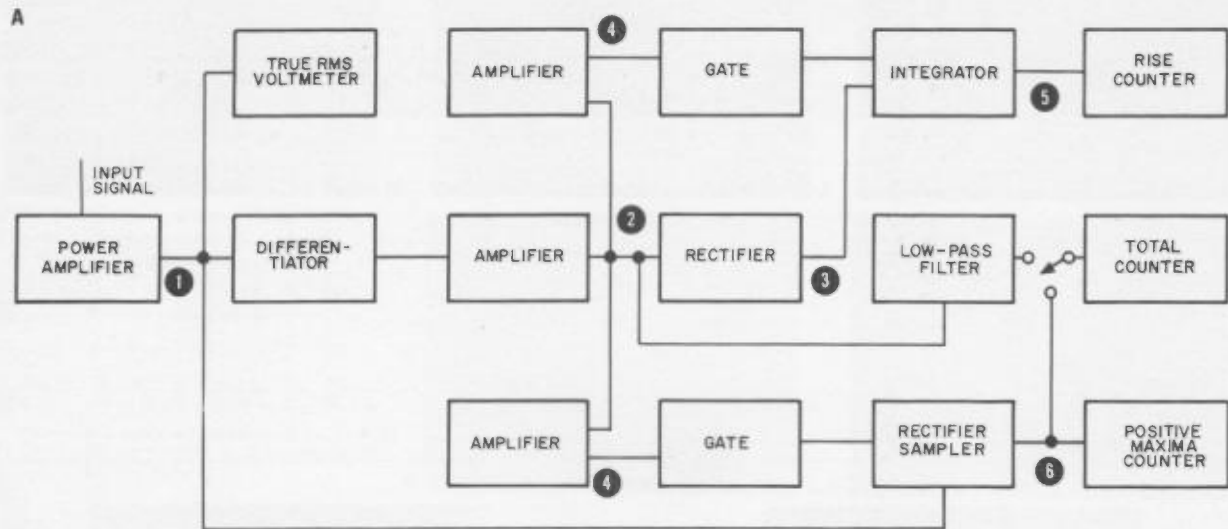 A
TRUE RMS
VOLTMETER
AMPLIFIER
4
GATE
INTEGRATOR
5
RISE
COUNTER
INPUT
SIGNAL
POWER
AMPLIFIER
1
DIFFEREN-
TIATOR
AMPLIFIER
2
RECTIFIER
3
LOW-PASS
FILTER
TOTAL
COUNTER
AMPLIFIER
4
GATE
RECTIFIER
SAMPLER
6
POSITIVE
MAXIMA
COUNTER